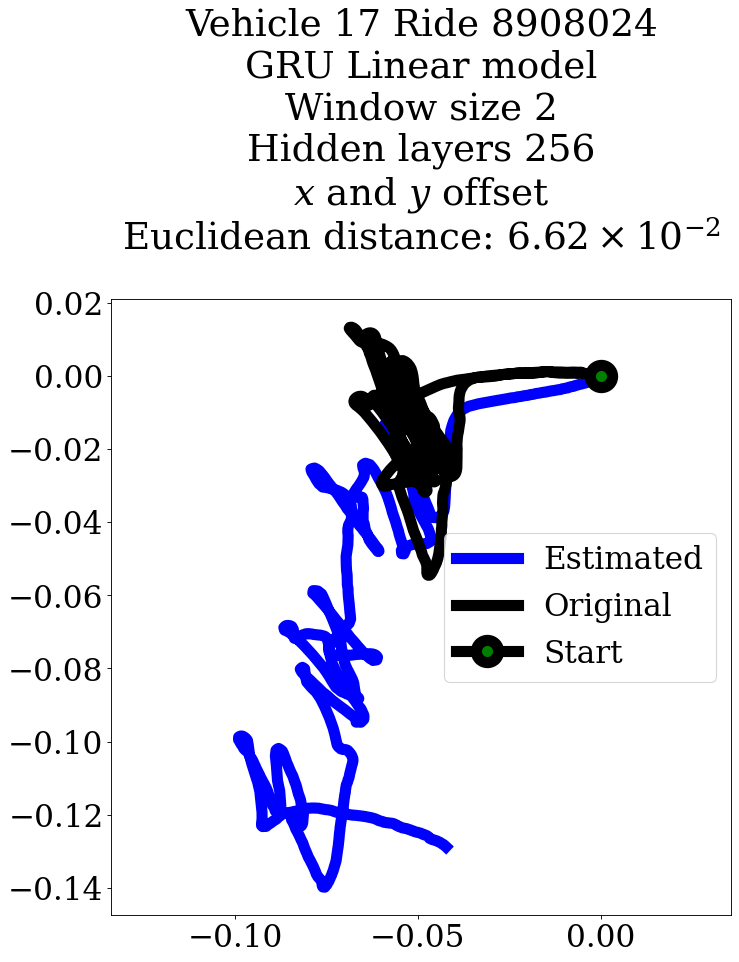 Vehicle 17 Ride 8908024
GRU Linear model
Window size 2
Hidden layers 256
x and y offset
Euclidean distance: 6.62 × 10⁻²
0.02
0.00
−0.02
−0.04
−0.06
−0.08
−0.10
−0.12
−0.14
Estimated
Original
Start
−0.10 −0.05 0.00